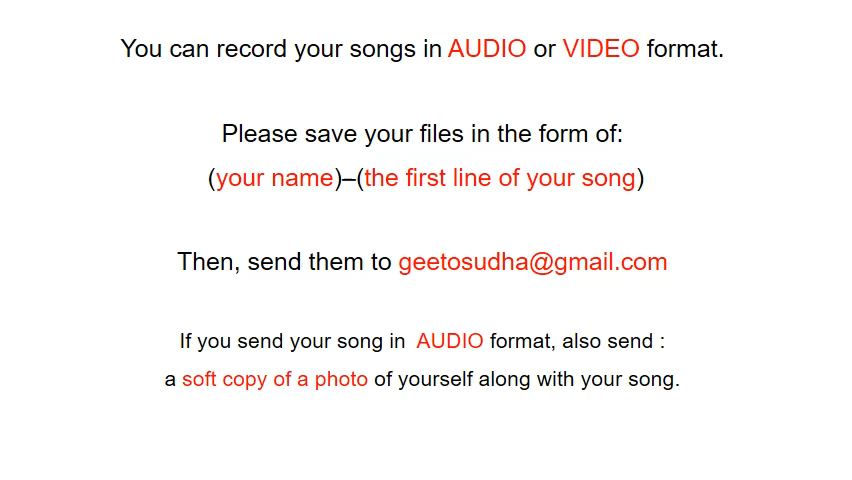 You can record your songs in AUDIO or VIDEO format.
Please save your files in the form of:
(your name)–(the first line of your song)
Then, send them to geetosudha@gmail.com
If you send your song in AUDIO format, also send :
a soft copy of a photo of yourself along with your song.